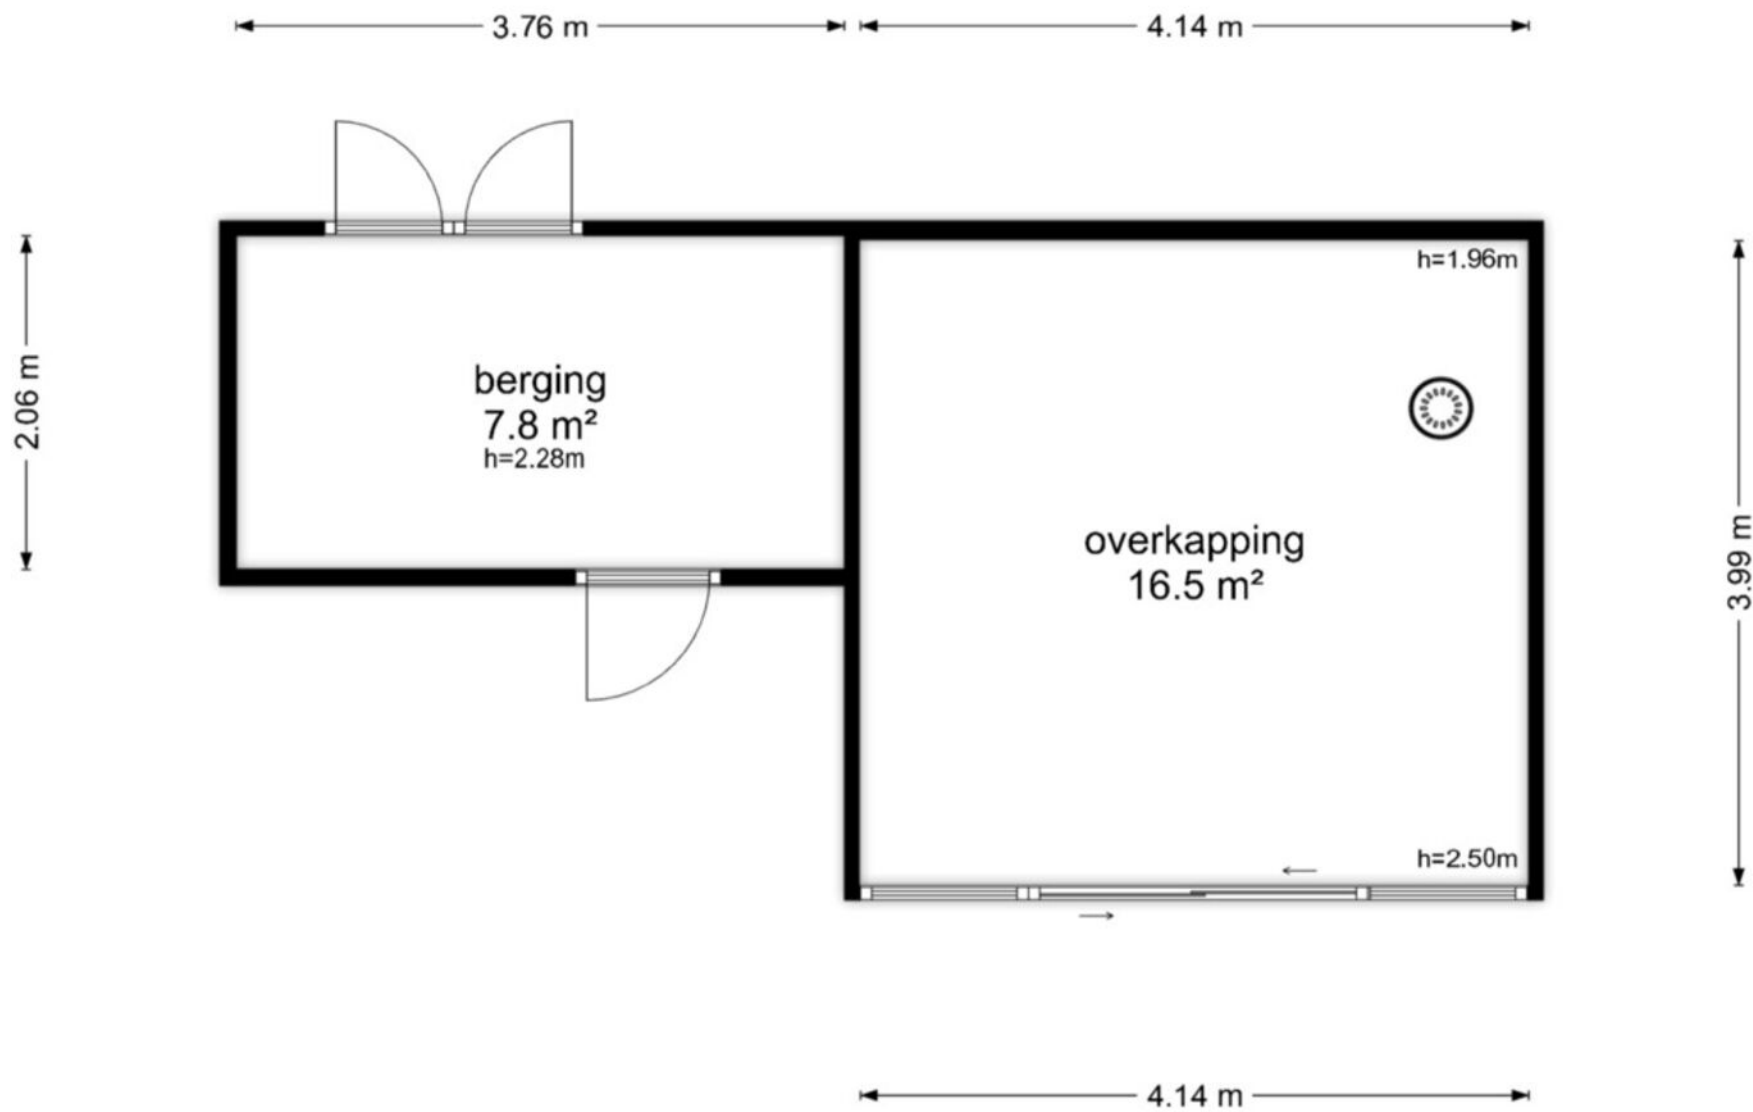 3.76 m
4.14 m
h=1.96m
2.06 m
berging
7.8 m²
h=2.28m
overkapping
16.5 m²
3.99 m
h=2.50m
4.14 m